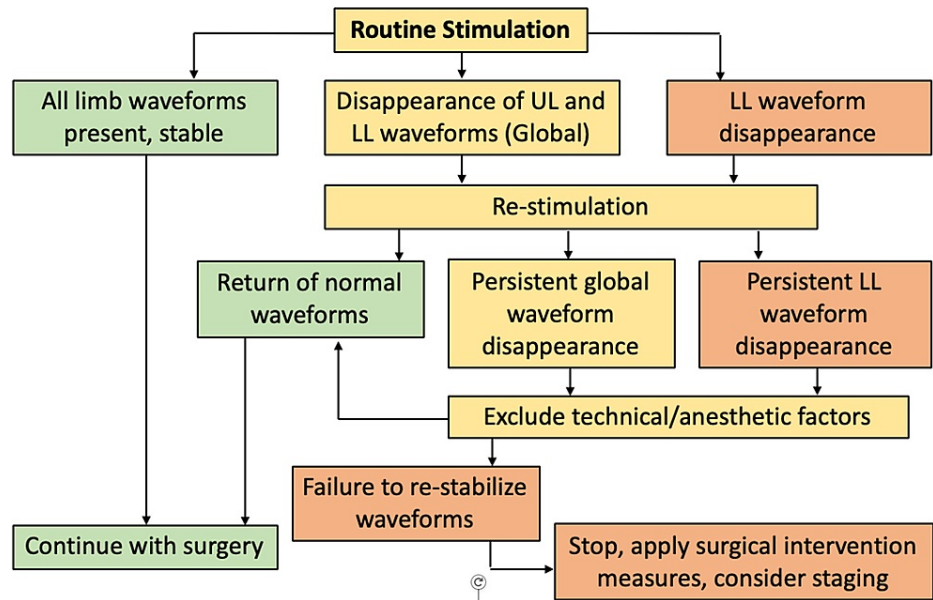 Routine Stimulation
All limb waveforms
present, stable
Disappearance of UL and
LL waveforms (Global)
LL waveform
disappearance
Re-stimulation
Return of normal
waveforms
Persistent global
waveform
disappearance
Persistent LL
waveform
disappearance
Exclude technical/anesthetic factors
Failure to re-stabilize
waveforms
Continue with surgery
Stop, apply surgical intervention
measures, consider staging